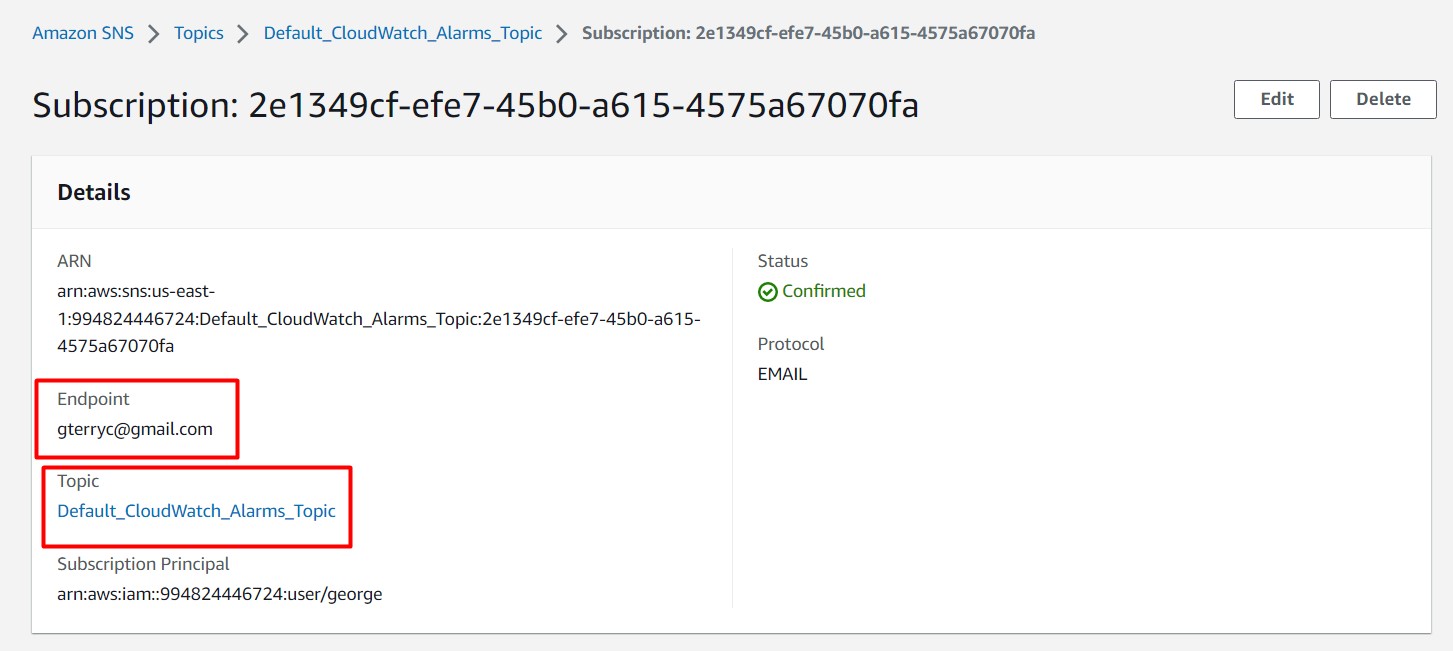 Amazon SNS > Topics > Default_CloudWatch_Alarms_Topic > Subscription: 2e1349cf-efe7-45b0-a615-4575a67070fa
Subscription: 2e1349cf-efe7-45b0-a615-4575a67070fa
Edit
Delete
Details
ARN
arn:aws:sns:us-east-
1:994824446724:Default_CloudWatch_Alarms_Topic:2e1349cf-efe7-45b0-a615-
4575a67070fa
Endpoint
gterryc@gmail.com
Topic
Default_CloudWatch_Alarms_Topic
Subscription Principal
arn:aws:iam::994824446724:user/george
Status
Confirmed
Protocol
EMAIL